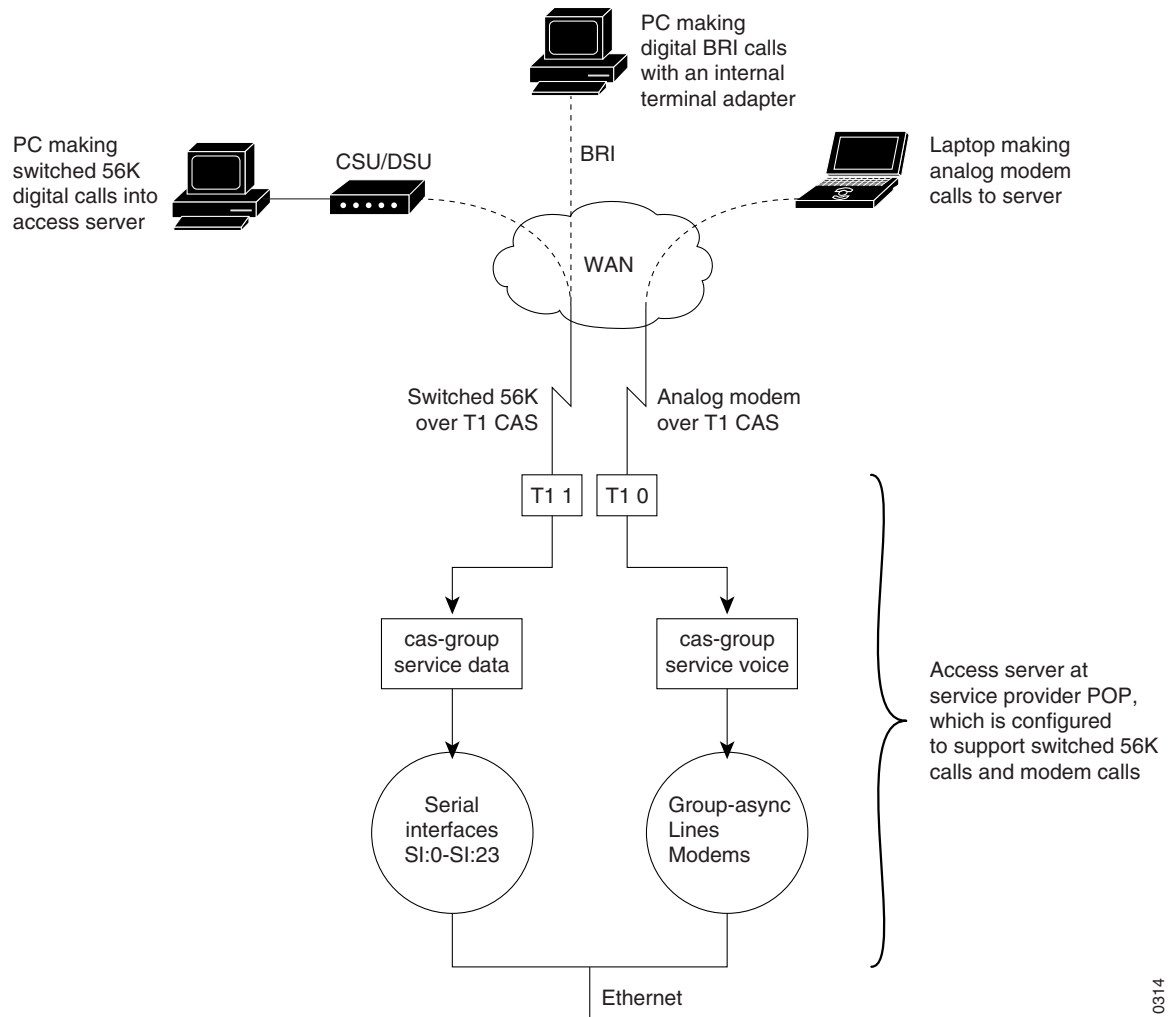 PC making
digital BRI calls
with an internal
terminal adapter
PC making
switched 56K
digital calls into
access server
CSU/DSU
BRI
Laptop making
analog modem
calls to server
WAN
Switched 56K
over T1 CAS
Analog modem
over T1 CAS
T1 1
T1 0
cas-group
service data
cas-group
service voice
Access server at
service provider POP,
which is configured
to support switched 56K
calls and modem calls
Serial
interfaces
SI:0-SI:23
Group-async
Lines
Modems
Ethernet
0314